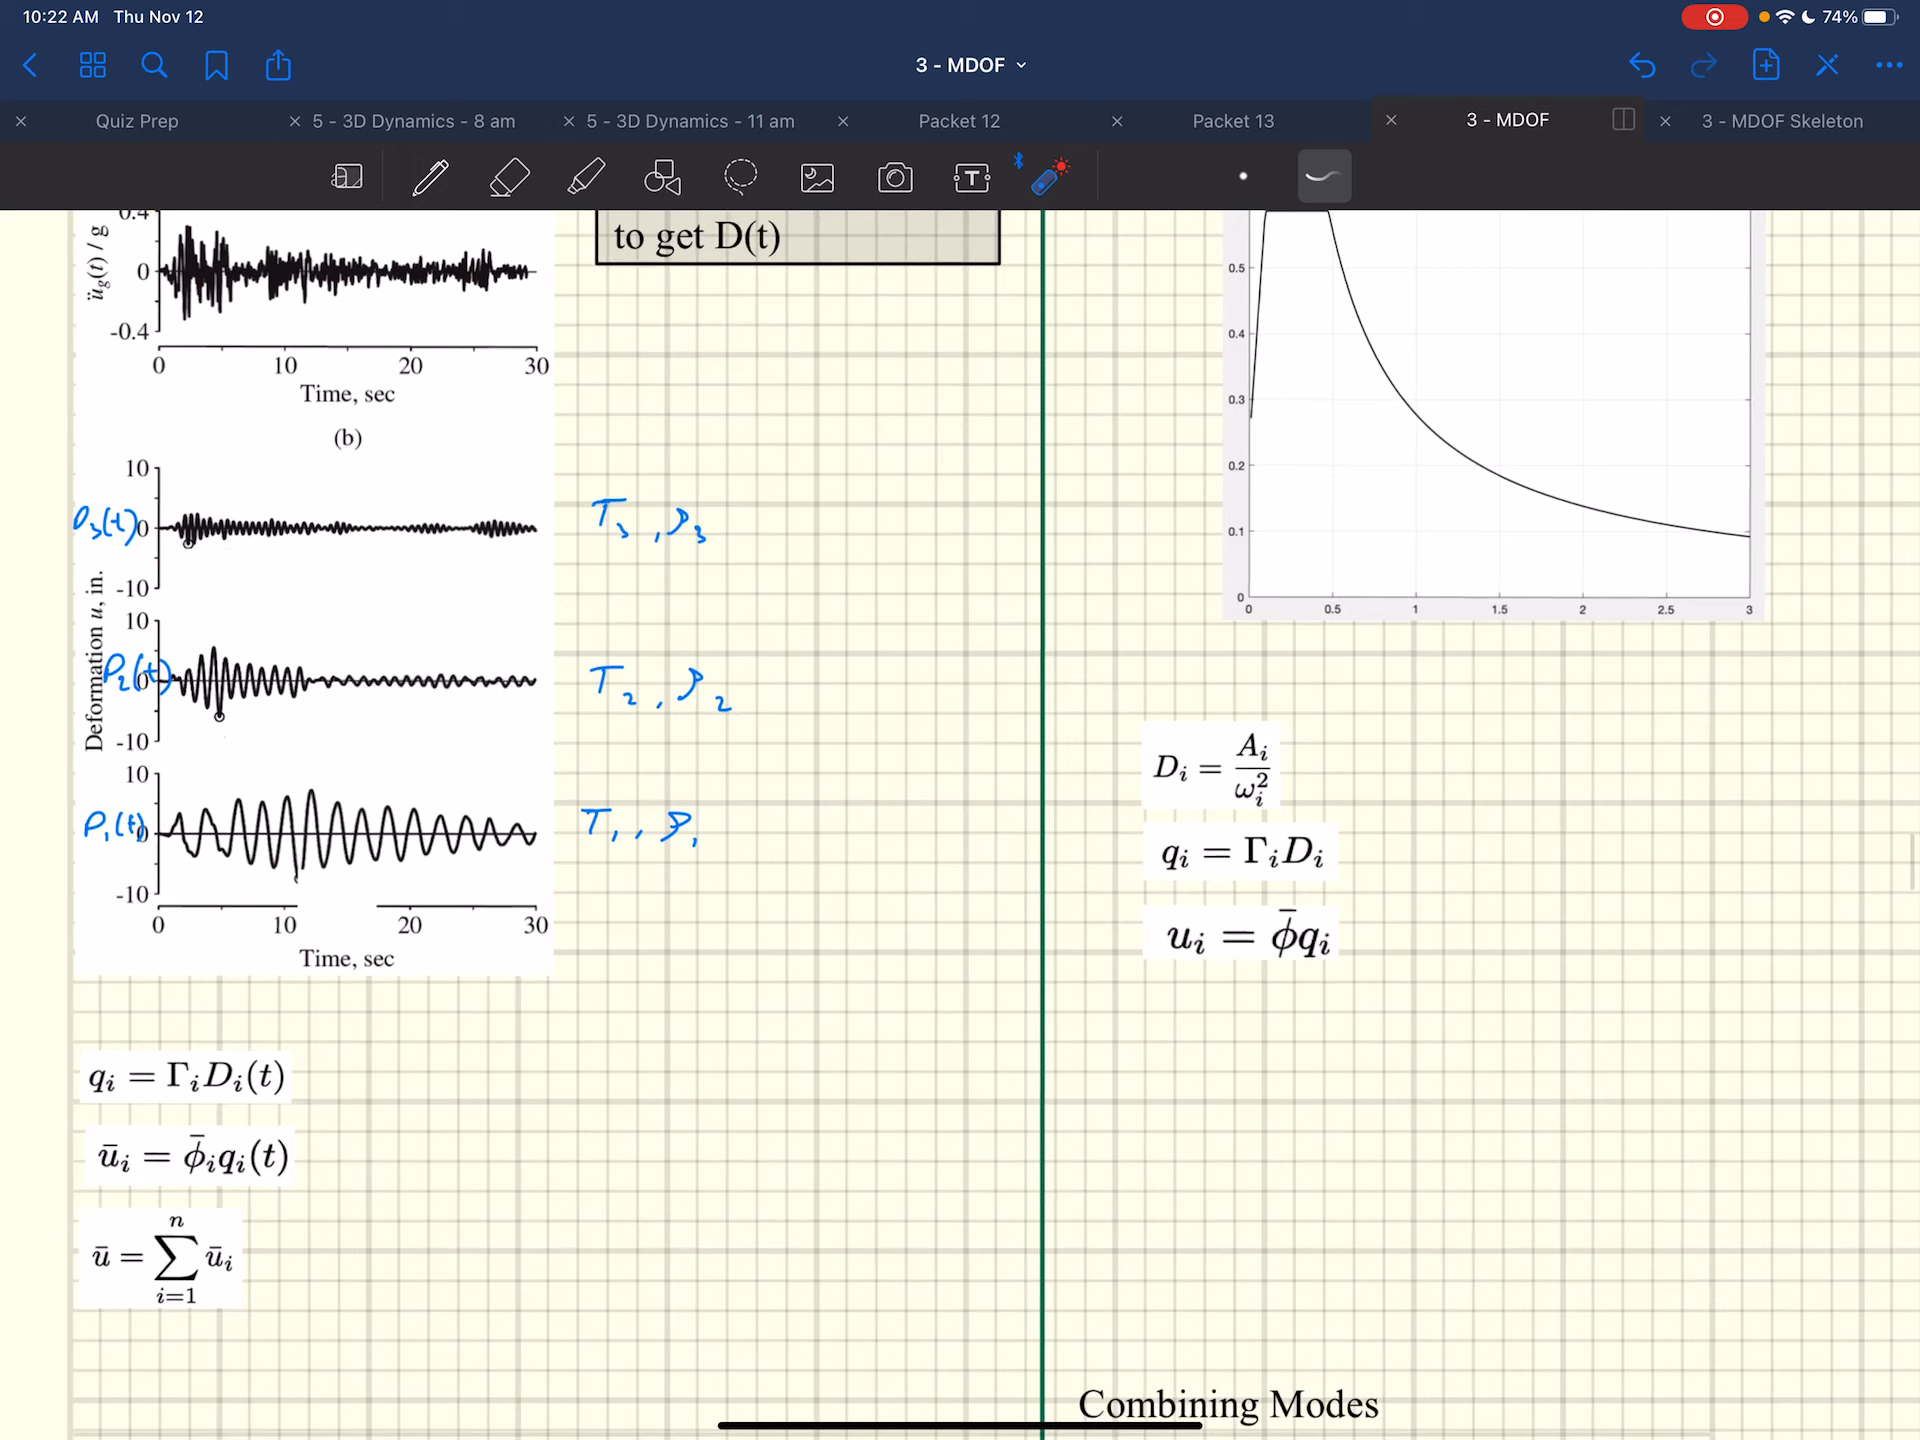 10:22 AM Thu Nov 12
74%
3 - MDOF
Quiz Prep
5 - 3D Dynamics - 8 am
5 - 3D Dynamics - 11 am
Packet 12
Packet 13
3 - MDOF
3 - MDOF Skeleton
to get D(t)
0.4
0
-0.4
ü_g(t) / g
0 10 20 30
Time, sec
(b)
Deformation u, in.
10
D₃(t) 0
-10
T₃, ζ₃
10
D₂(t) 0
-10
T₂, ζ₂
10
D₁(t) 0
-10
T₁, ζ₁
0 10 20 30
Time, sec
qᵢ = ΓᵢDᵢ(t)
ūᵢ = ϕ̄ᵢqᵢ(t)
ū = ∑ⁿᵢ₌₁ ūᵢ
0.5
0.4
0.3
0.2
0.1
0
0 0.5 1 1.5 2 2.5 3
Dᵢ = Aᵢ / ωᵢ²
qᵢ = ΓᵢDᵢ
uᵢ = ϕ̄qᵢ
Combining Modes